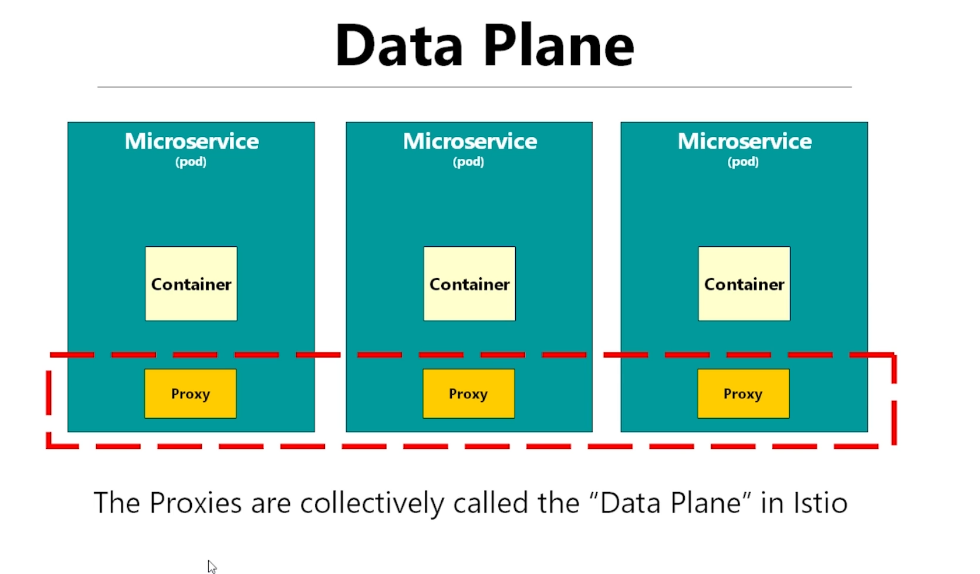 Data Plane
Microservice
(pod)
Container
Proxy
Microservice
(pod)
Container
Proxy
Microservice
(pod)
Container
Proxy
The Proxies are collectively called the “Data Plane” in Istio